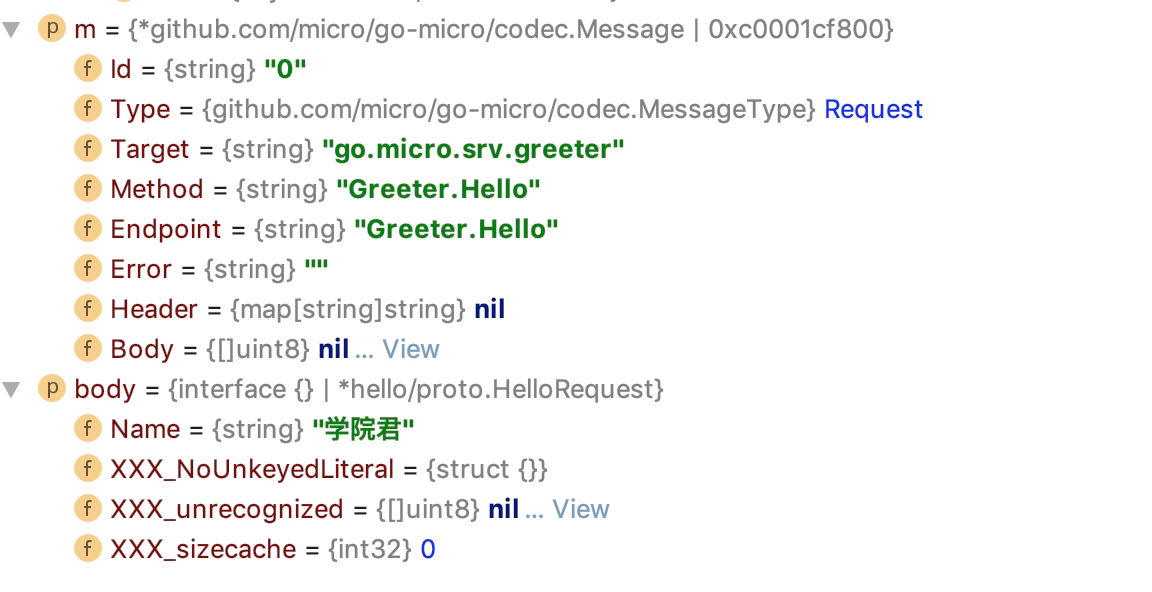 p m = {*github.com/micro/go-micro/codec.Message | 0xc0001cf800}
f Id = {string} "0"
f Type = {github.com/micro/go-micro/codec.MessageType} Request
f Target = {string} "go.micro.srv.greeter"
f Method = {string} "Greeter.Hello"
f Endpoint = {string} "Greeter.Hello"
f Error = {string} ""
f Header = {map[string]string} nil
f Body = {[]uint8} nil ... View
p body = {interface {} | *hello/proto.HelloRequest}
f Name = {string} "学院君"
f XXX_NoUnkeyedLiteral = {struct {}}
f XXX_unrecognized = {[]uint8} nil ... View
f XXX_sizecache = {int32} 0